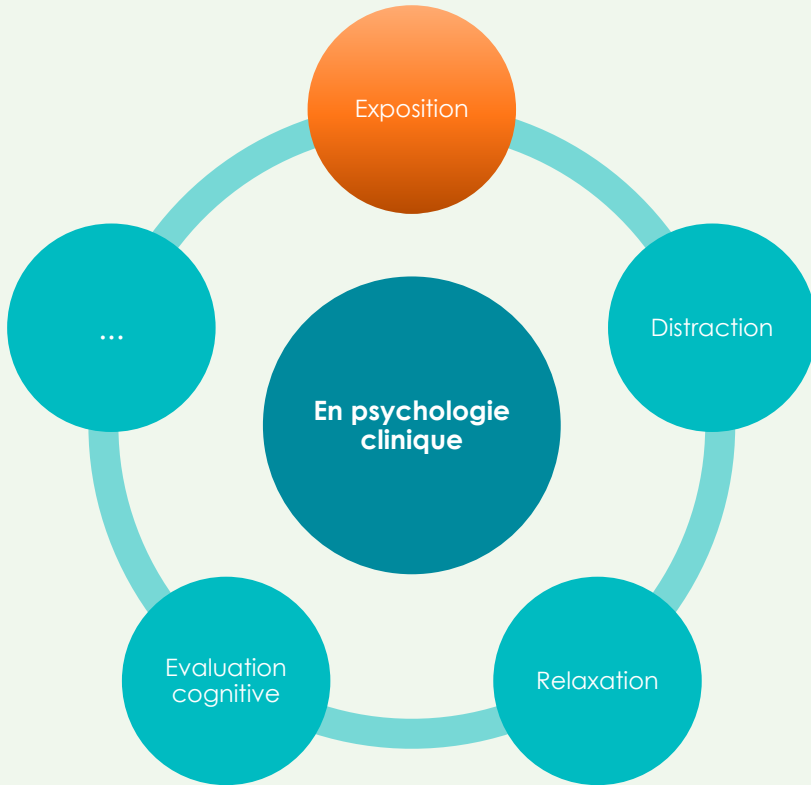 Exposition
Distraction
Relaxation
Evaluation
cognitive
...
En psychologie
clinique